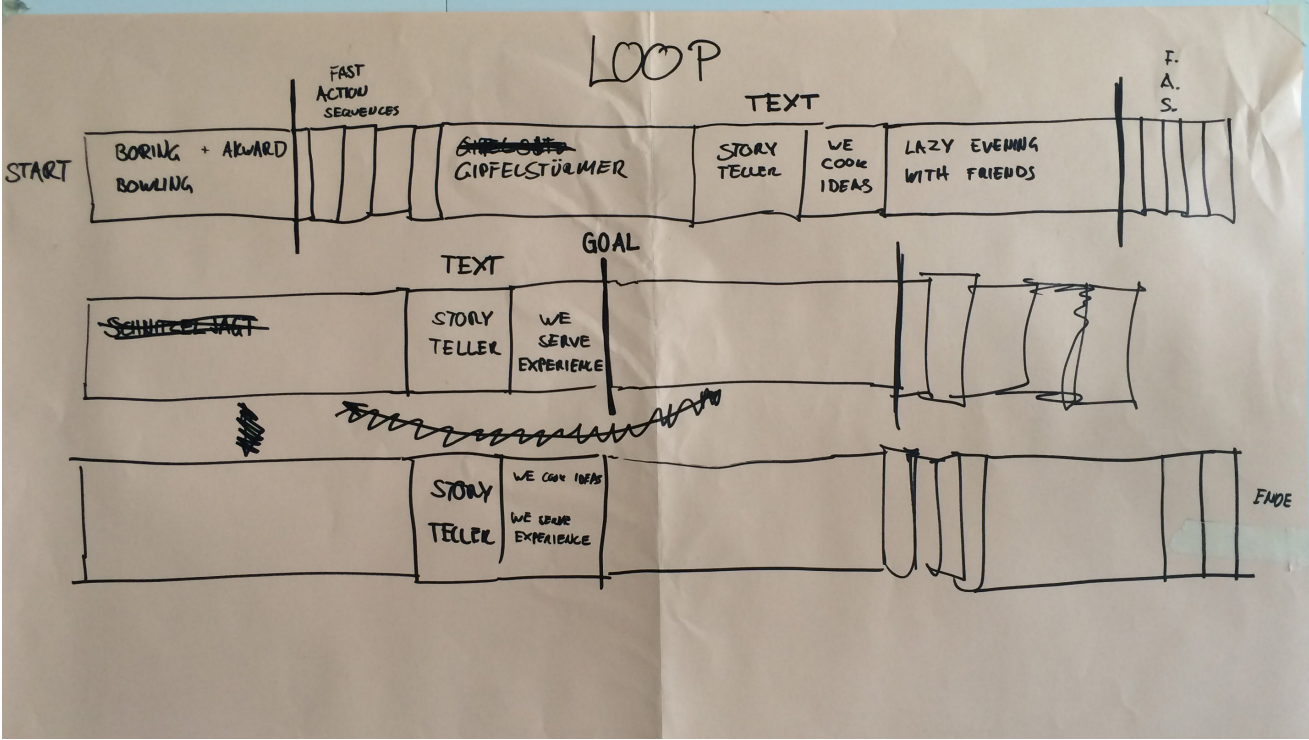 LOOP
FAST
ACTION
SEQUENCES
F.
A.
S.
TEXT
START
BORING + AKWARD
BOWLING
GIPFELSTÜRMER
STORY
TELLER
WE
COOK
IDEAS
LAZY EVENING
WITH FRIENDS
TEXT
GOAL
SCHNITZELJAGT
STORY
TELLER
WE
SERVE
EXPERIENCE
STORY
TELLER
WE COOK IDEAS
WE SERVE
EXPERIENCE
ENDE